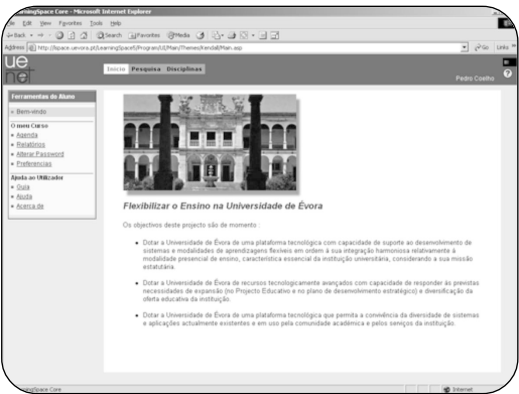 LearningSpace Core - Microsoft Internet Explorer
File Edit View Favorites Tools Help
Back Search Favorites Media
Address http://lspace.uevora.pt/LearningSpace5/Program/UI/Main/Themes/Kendall/Main.asp Go Links
ue
net
Início Pesquisa Disciplinas
Pedro Coelho
Ferramentas do Aluno
Bem-vindo
O meu Curso
Agenda
Relatórios
Alterar Password
Preferencias
Ajuda ao Utilizador
Guia
Ajuda
Acerca de
Flexibilizar o Ensino na Universidade de Évora
Os objectivos deste projecto são de momento :
• Dotar a Universidade de Évora de uma plataforma tecnológica com capacidade de suporte ao desenvolvimento de
sistemas e modalidades de aprendizagens flexíveis em ordem à sua integração harmoniosa relativamente à
modalidade presencial de ensino, característica essencial da instituição universitária, considerando a sua missão
estatutária.
• Dotar a Universidade de Évora de recursos tecnologicamente avançados com capacidade de responder às previstas
necessidades de expansão (no Projecto Educativo e no plano de desenvolvimento estratégico) e diversificação da
oferta educativa da instituição.
• Dotar a Universidade de Évora de uma plataforma tecnológica que permita a convivência da diversidade de sistemas
e aplicações actualmente existentes e em uso pela comunidade académica e pelos serviços da instituição.
LearningSpace Core
Internet